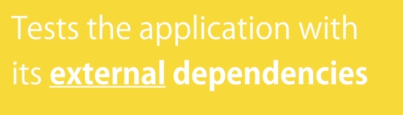 Tests the application with
its external dependencies